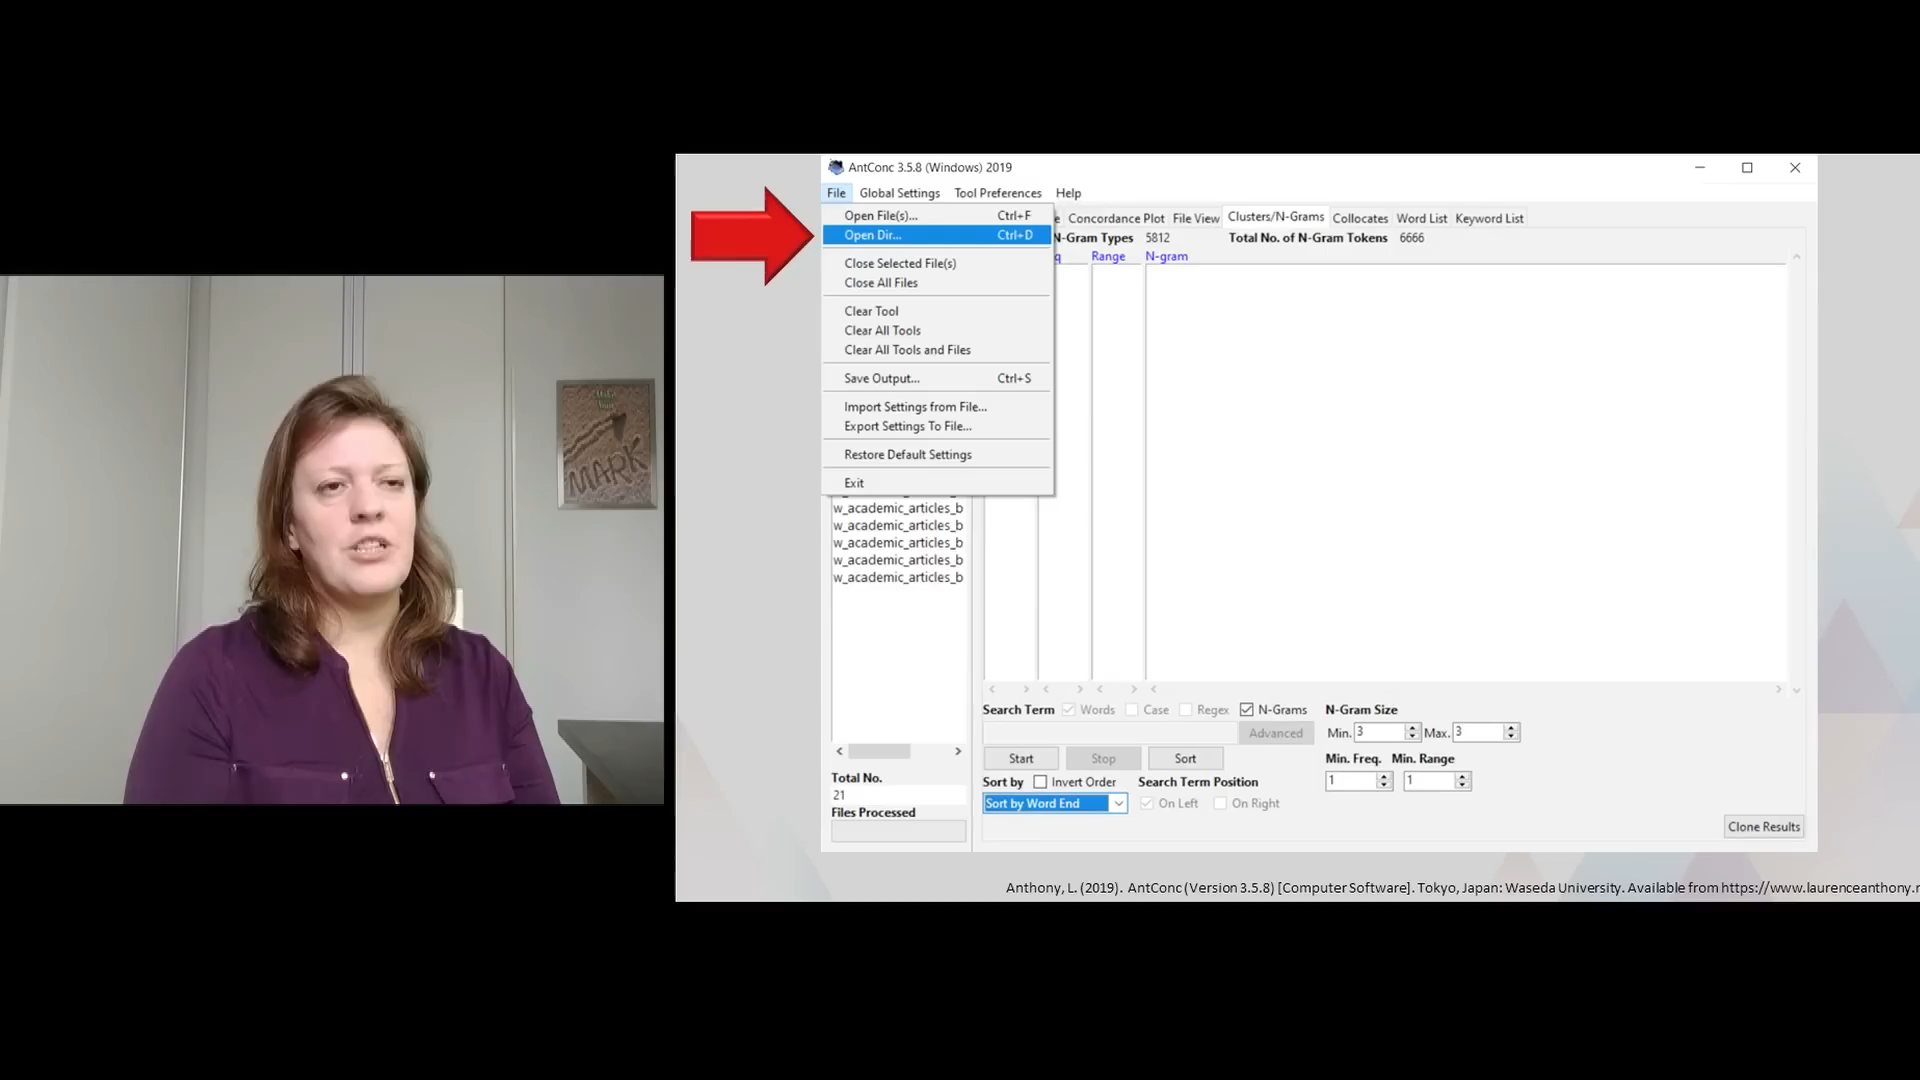 Make
Your
MARK
AntConc 3.5.8 (Windows) 2019
File Global Settings Tool Preferences Help
Open File(s)... Ctrl+F
Open Dir... Ctrl+D
Close Selected File(s)
Close All Files
Clear Tool
Clear All Tools
Clear All Tools and Files
Save Output... Ctrl+S
Import Settings from File...
Export Settings To File...
Restore Default Settings
Exit
w_academic_articles_b
w_academic_articles_b
w_academic_articles_b
w_academic_articles_b
w_academic_articles_b
Total No.
21
Files Processed
e Concordance Plot File View Clusters/N-Grams Collocates Word List Keyword List
N-Gram Types 5812 Total No. of N-Gram Tokens 6666
q Range N-gram
Search Term Words Case Regex N-Grams N-Gram Size
Advanced Min. 3 Max. 3
Start Stop Sort Min. Freq. Min. Range
Sort by Invert Order Search Term Position 1 1
Sort by Word End On Left On Right
Clone Results
Anthony, L. (2019). AntConc (Version 3.5.8) [Computer Software]. Tokyo, Japan: Waseda University. Available from https://www.laurenceanthony.n